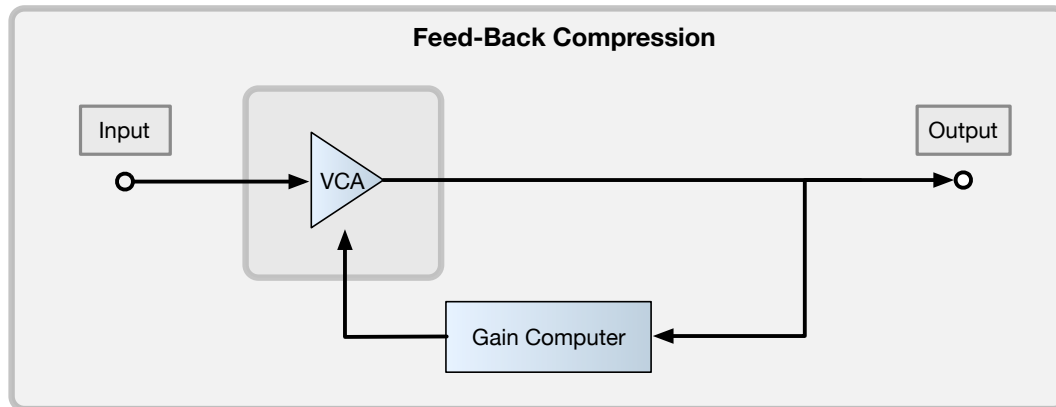 Feed-Back Compression
Input
Output
VCA
Gain Computer